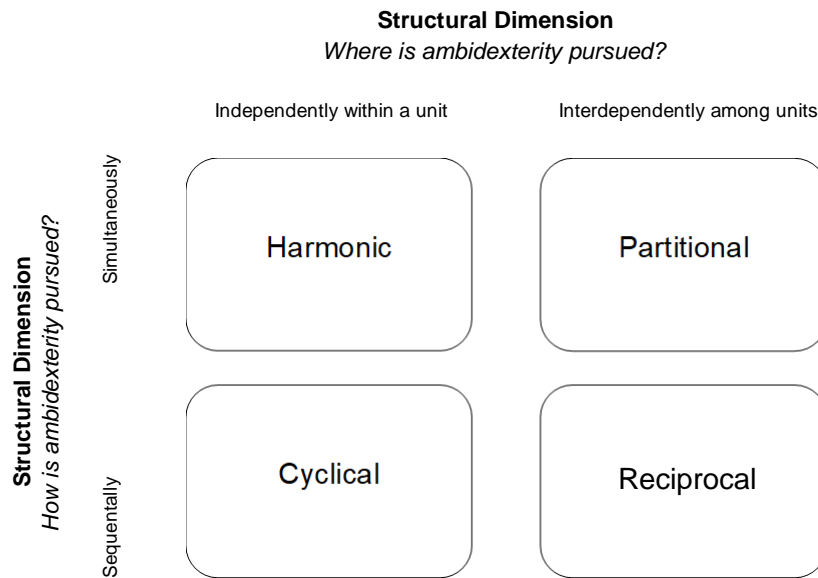 Structural Dimension
Where is ambidexterity pursued?
Independently within a unit
Interdependently among units
Structural Dimension
How is ambidexterity pursued?
Simultaneously
Harmonic
Partitional
Sequentally
Cyclical
Reciprocal